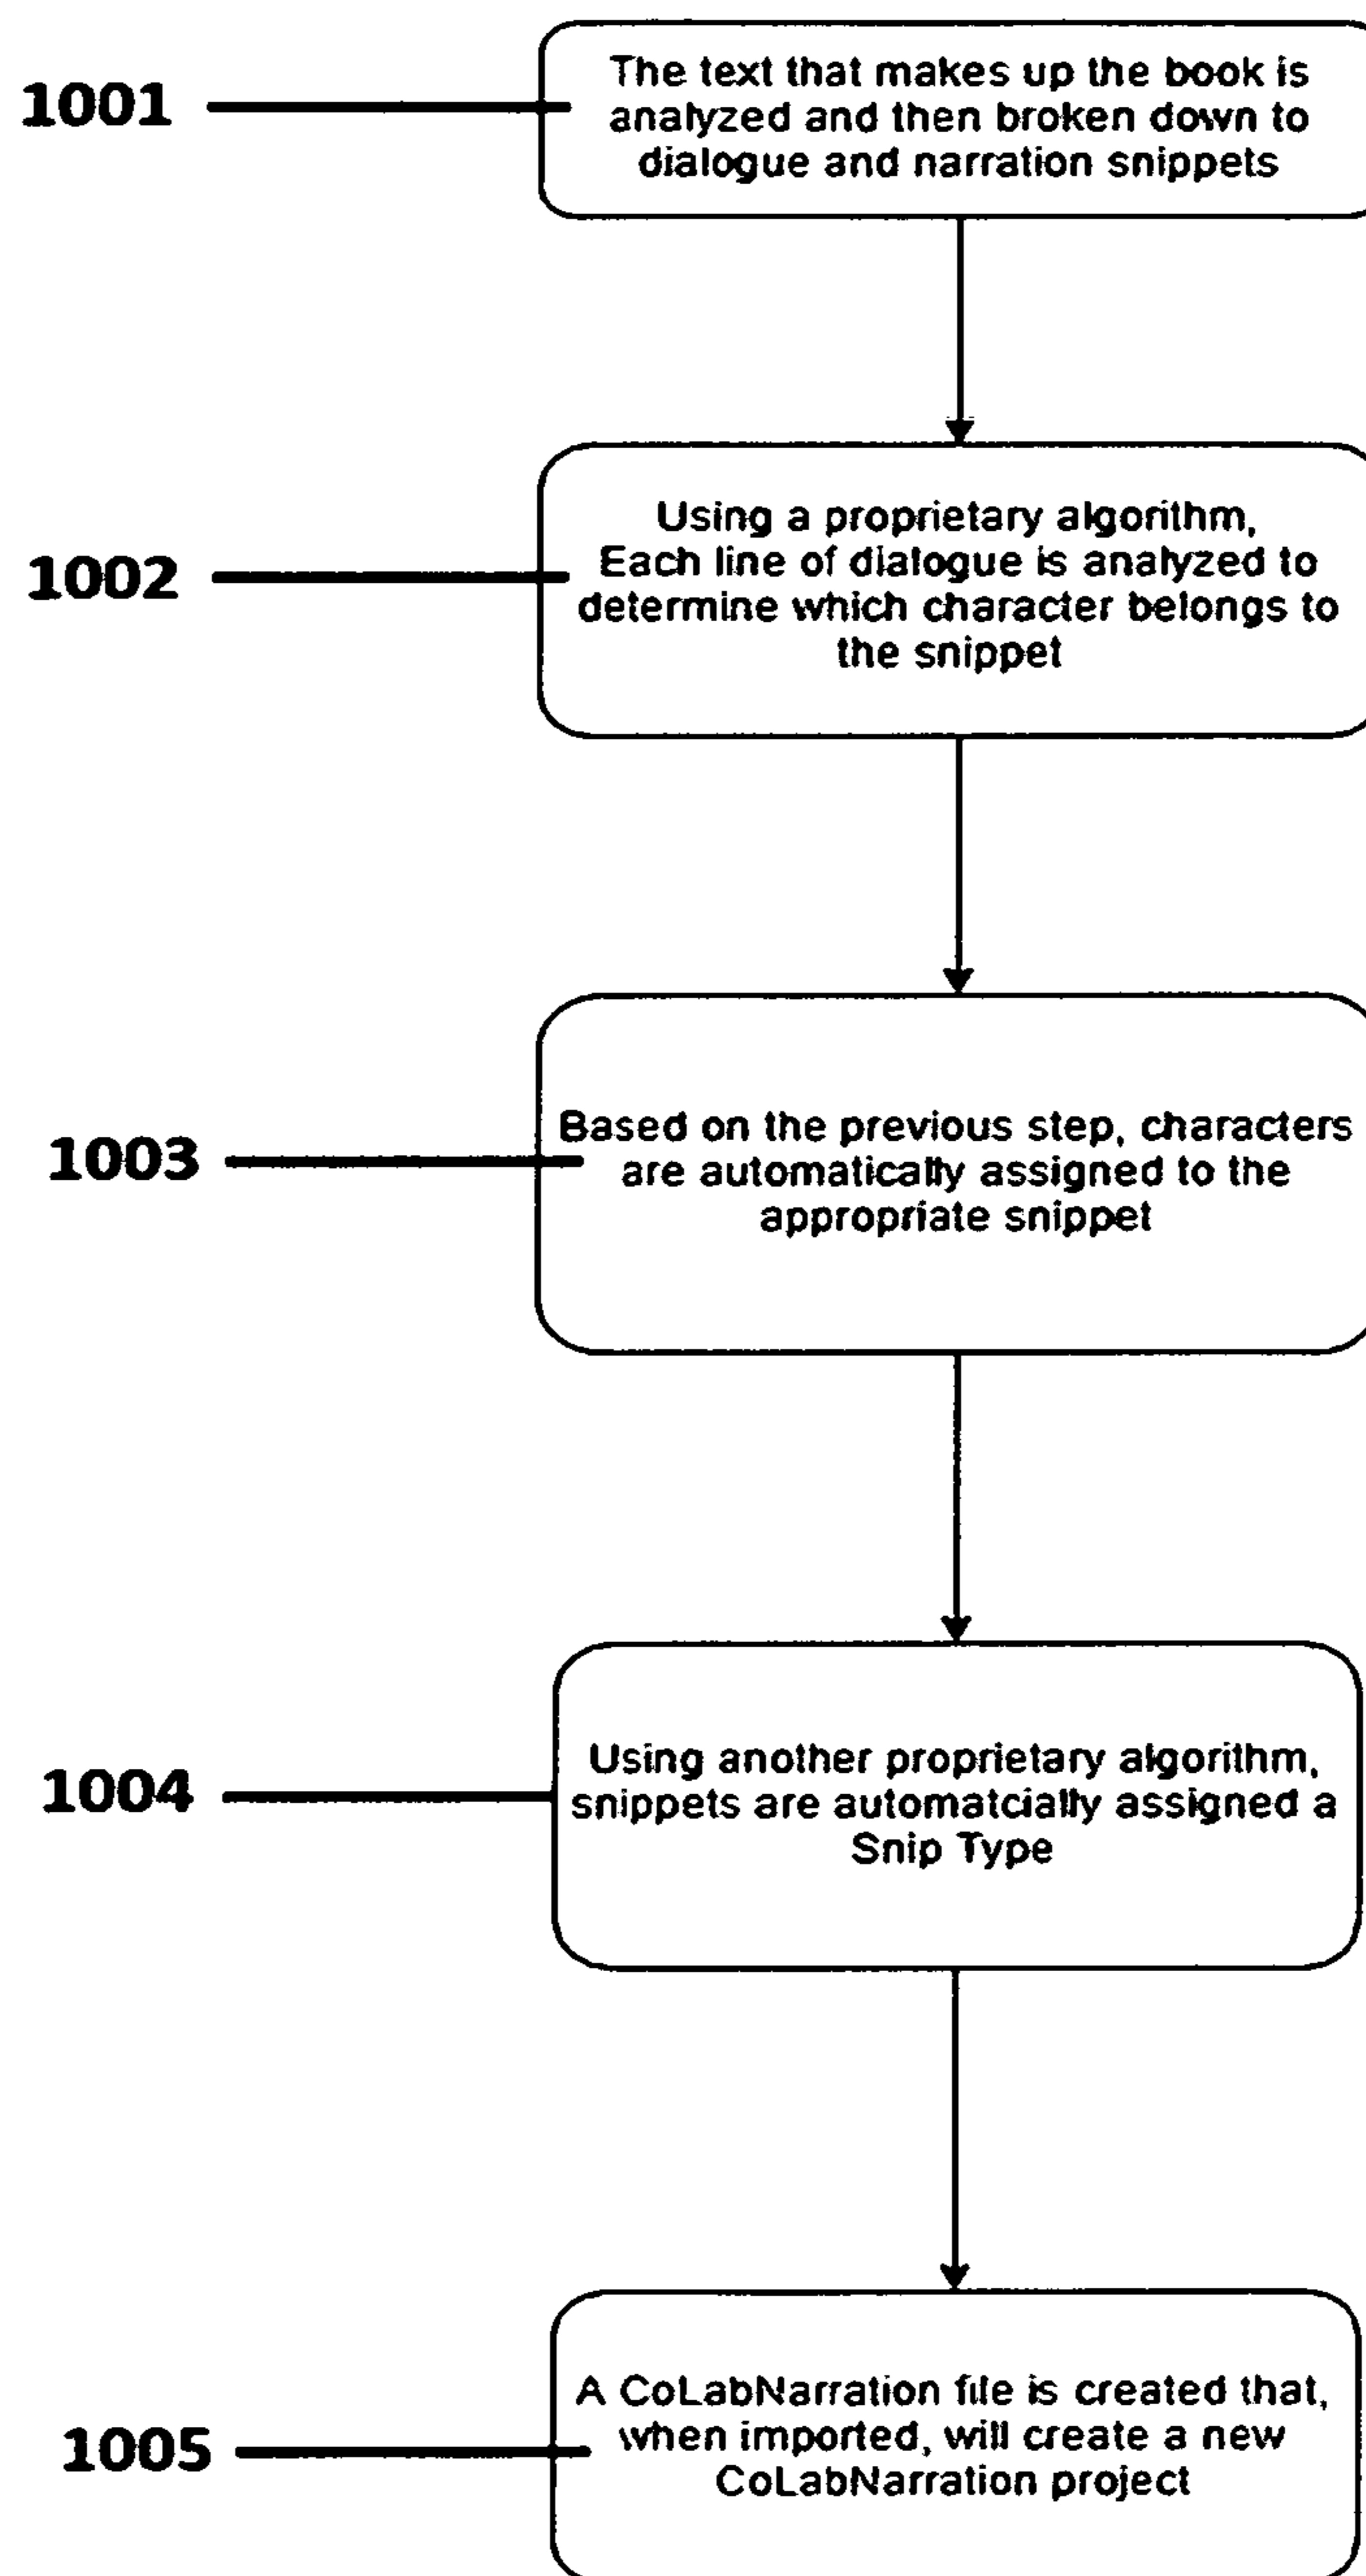 1001
The text that makes up the book is
analyzed and then broken down to
dialogue and narration snippets
1002
Using a proprietary algorithm,
Each line of dialogue is analyzed to
determine which character belongs to
the snippet
1003
Based on the previous step, characters
are automatically assigned to the
appropriate snippet
1004
Using another proprietary algorithm,
snippets are automatcially assigned a
Snip Type
1005
A CoLabNarration file is created that,
when imported, will create a new
CoLabNarration project